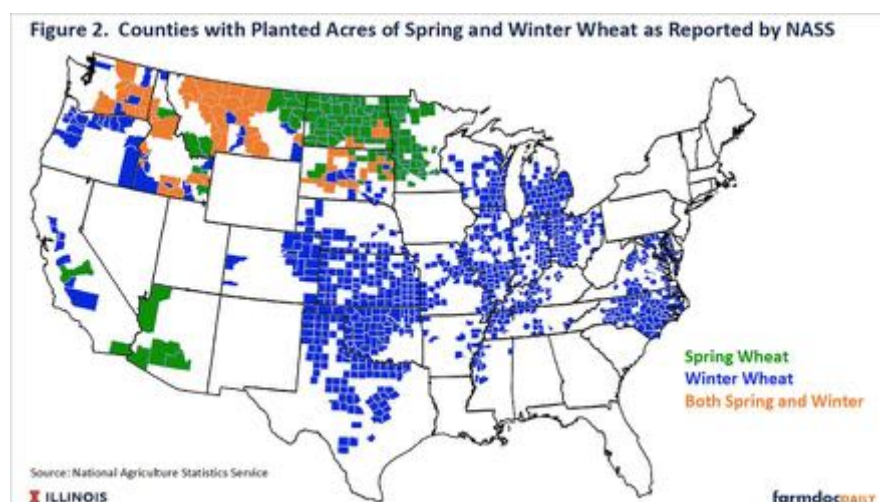 Figure 2. Counties with Planted Acres of Spring and Winter Wheat as Reported by NASS
Spring Wheat
Winter Wheat
Both Spring and Winter
Source: National Agriculture Statistics Service
I ILLINOIS
farmdocDAILY